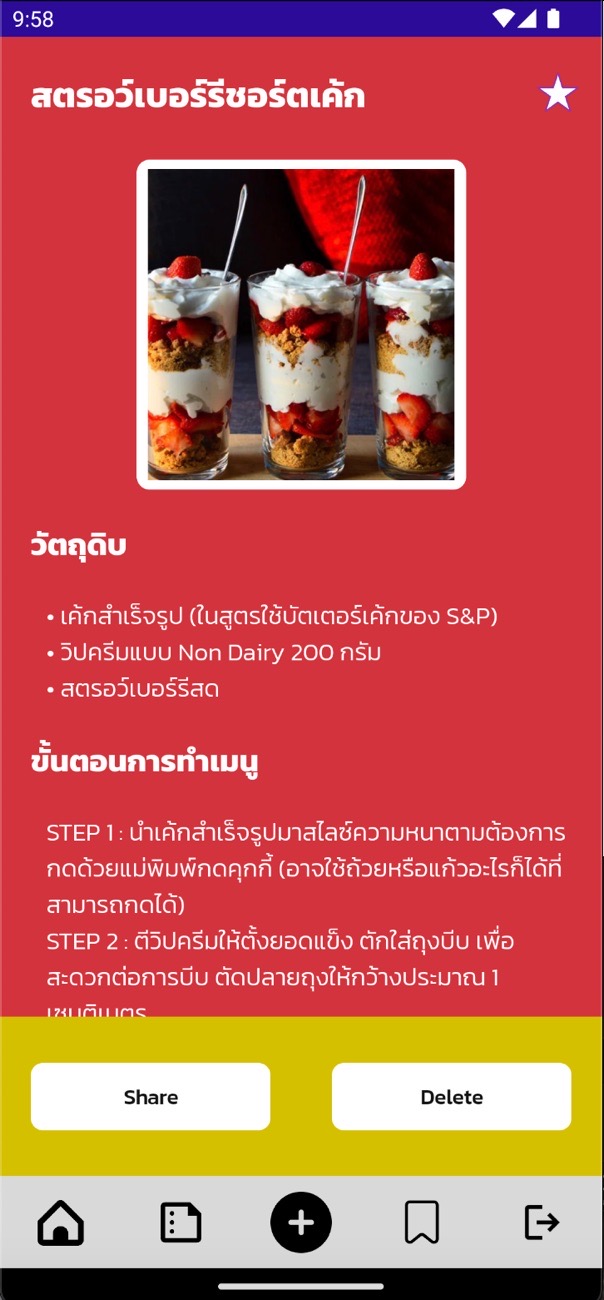 9:58
สตรอว์เบอร์รีชอร์ตเค้ก
วัตถุดิบ
• เค้กสำเร็จรูป (ในสูตรใช้บัตเตอร์เค้กของ S&P)
• วิปครีมแบบ Non Dairy 200 กรัม
• สตรอว์เบอร์รีสด
ขั้นตอนการทำเมนู
STEP 1 : นำเค้กสำเร็จรูปมาสไลซ์ความหนาตามต้องการ
กดด้วยแม่พิมพ์กดคุกกี้ (อาจใช้ถ้วยหรือแก้วอะไรก็ได้ที่
สามารถกดได้)
STEP 2 : ตีวิปครีมให้ตั้งยอดแข็ง ตักใส่ถุงบีบ เพื่อ
สะดวกต่อการบีบ ตัดปลายถุงให้กว้างประมาณ 1
เซนติเมตร
Share
Delete